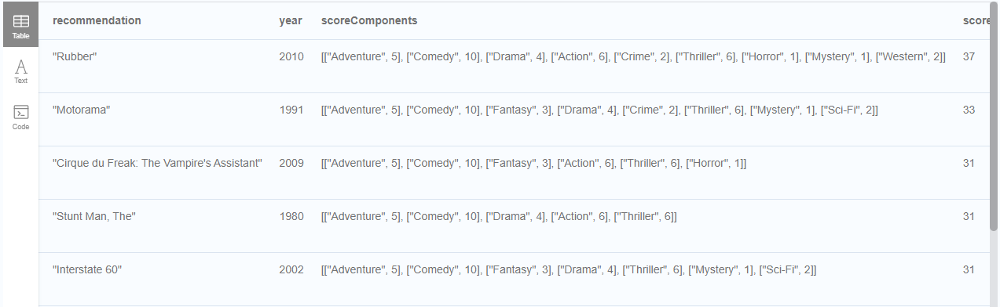 recommendation year scoreComponents score
Table
"Rubber" 2010 [["Adventure", 5], ["Comedy", 10], ["Drama", 4], ["Action", 6], ["Crime", 2], ["Thriller", 6], ["Horror", 1], ["Mystery", 1], ["Western", 2]] 37
Text
"Motorama" 1991 [["Adventure", 5], ["Comedy", 10], ["Fantasy", 3], ["Drama", 4], ["Crime", 2], ["Thriller", 6], ["Mystery", 1], ["Sci-Fi", 2]] 33
Code
"Cirque du Freak: The Vampire's Assistant" 2009 [["Adventure", 5], ["Comedy", 10], ["Fantasy", 3], ["Action", 6], ["Thriller", 6], ["Horror", 1]] 31
"Stunt Man, The" 1980 [["Adventure", 5], ["Comedy", 10], ["Drama", 4], ["Action", 6], ["Thriller", 6]] 31
"Interstate 60" 2002 [["Adventure", 5], ["Comedy", 10], ["Fantasy", 3], ["Drama", 4], ["Thriller", 6], ["Mystery", 1], ["Sci-Fi", 2]] 31